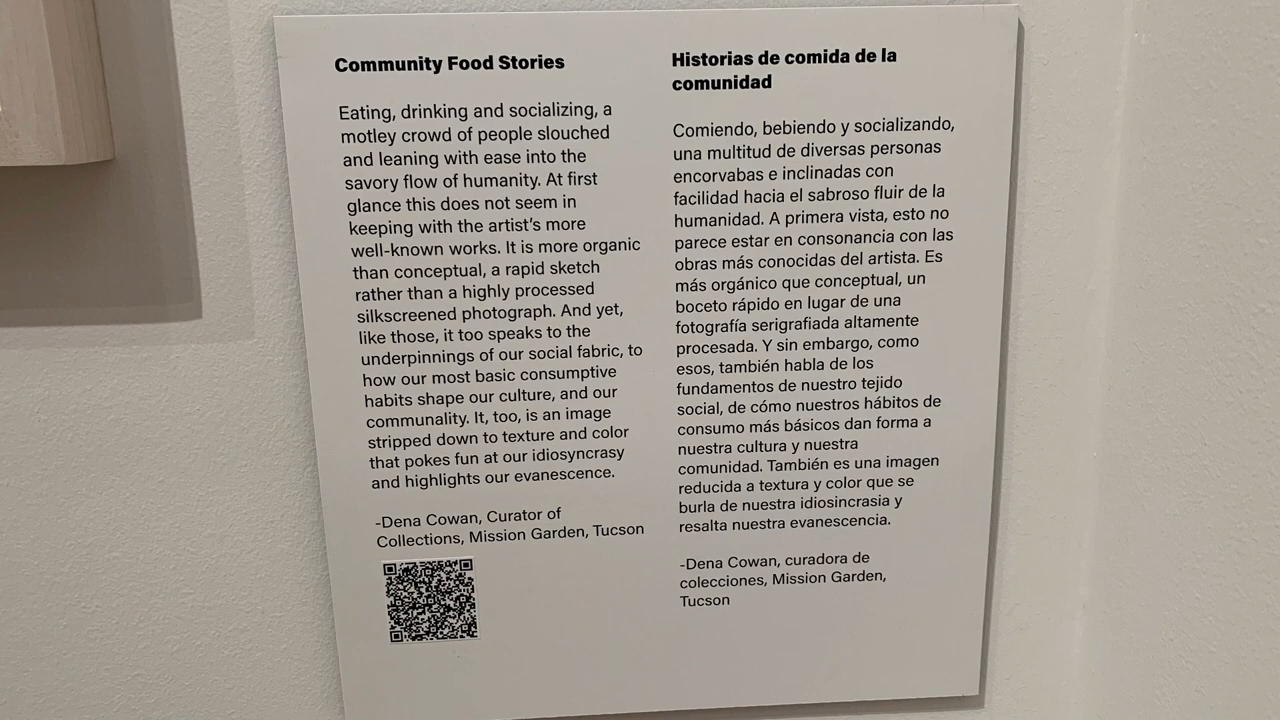 Community Food Stories
Eating, drinking and socializing, a
motley crowd of people slouched
and leaning with ease into the
savory flow of humanity. At first
glance this does not seem in
keeping with the artist's more
well-known works. It is more organic
than conceptual, a rapid sketch
rather than a highly processed
silkscreened photograph. And yet,
like those, it too speaks to the
underpinnings of our social fabric, to
how our most basic consumptive
habits shape our culture, and our
communality. It, too, is an image
stripped down to texture and color
that pokes fun at our idiosyncrasy
and highlights our evanescence.
-Dena Cowan, Curator of
Collections, Mission Garden, Tucson
Historias de comida de la
comunidad
Comiendo, bebiendo y socializando,
una multitud de diversas personas
encorvabas e inclinadas con
facilidad hacia el sabroso fluir de la
humanidad. A primera vista, esto no
parece estar en consonancia con las
obras más conocidas del artista. Es
más orgánico que conceptual, un
boceto rápido en lugar de una
fotografía serigrafiada altamente
procesada. Y sin embargo, como
esos, también habla de los
fundamentos de nuestro tejido
social, de cómo nuestros hábitos de
consumo más básicos dan forma a
nuestra cultura y nuestra
comunidad. También es una imagen
reducida a textura y color que se
burla de nuestra idiosincrasia y
resalta nuestra evanescencia.
-Dena Cowan, curadora de
colecciones, Mission Garden,
Tucson